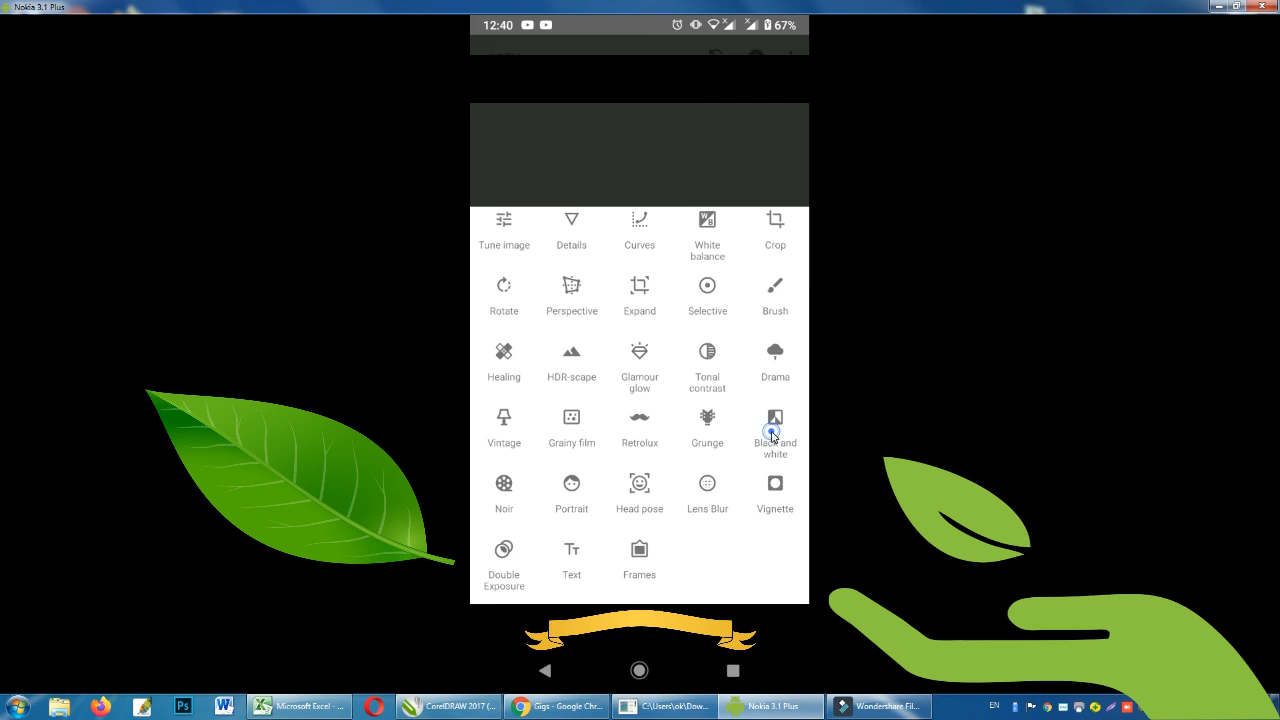 Nokia 3.1 Plus
12:40
67%
Tune image
Details
Curves
White
balance
Crop
Rotate
Perspective
Expand
Selective
Brush
Healing
HDR-scape
Glamour
glow
Tonal
contrast
Drama
Vintage
Grainy film
Retrolux
Grunge
Black and
white
Noir
Portrait
Head pose
Lens Blur
Vignette
Double
Exposure
Text
Frames
Microsoft Excel - ...
CorelDRAW 2017 (...
Gigs - Google Chr...
C:\Users\ok\Dow...
Nokia 3.1 Plus
Wondershare Fil...
EN